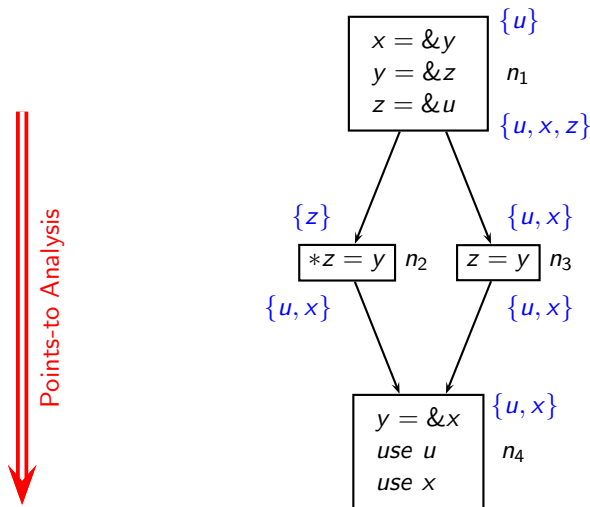 {u}
x = &y
y = &z
z = &u
n1
{u, x, z}
Points-to Analysis
{z}
{u, x}
*z = y
n2
z = y
n3
{u, x}
{u, x}
{u, x}
y = &x
use u
use x
n4